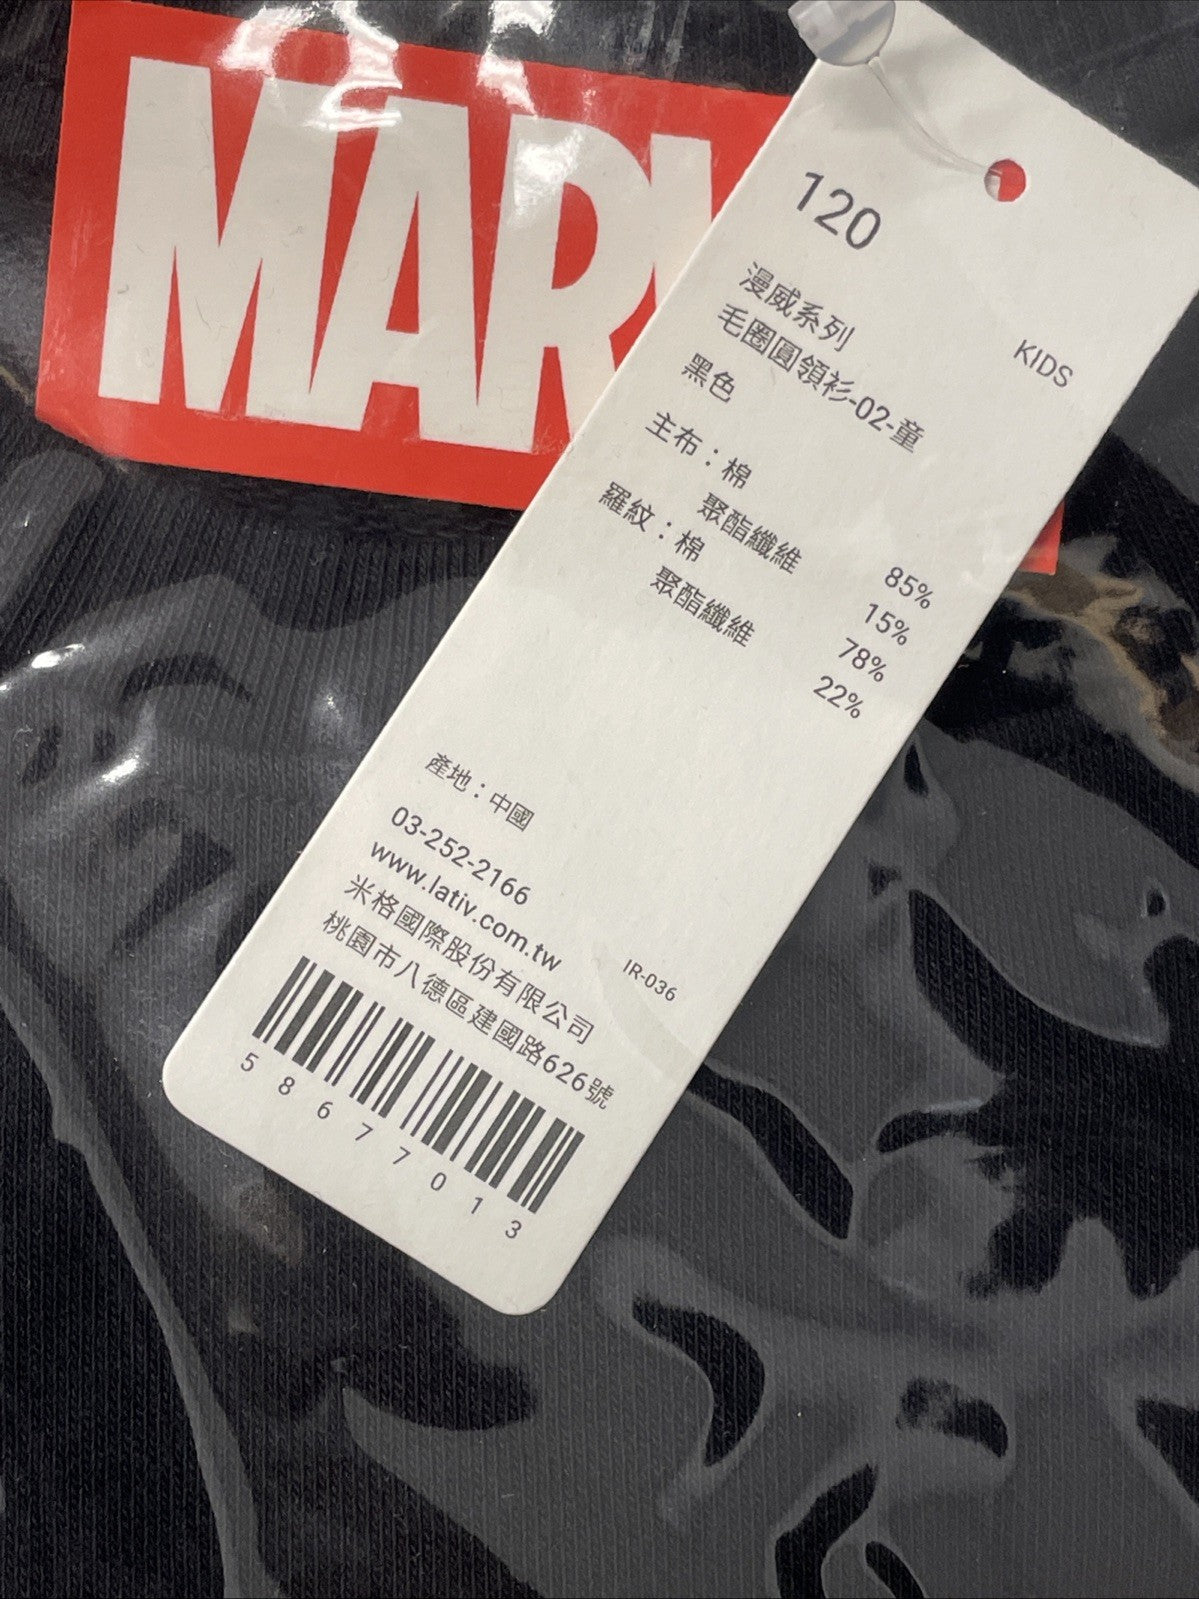 MARV
120
KIDS
漫威系列
毛圈圓領衫-02-童
黑色
主布：棉 85%
聚酯纖維 15%
羅紋：棉 78%
聚酯纖維 22%
產地：中國
03-252-2166
www.lativ.com.tw
米格國際股份有限公司
IR-036
桃園市八德區建國路626號
58677013